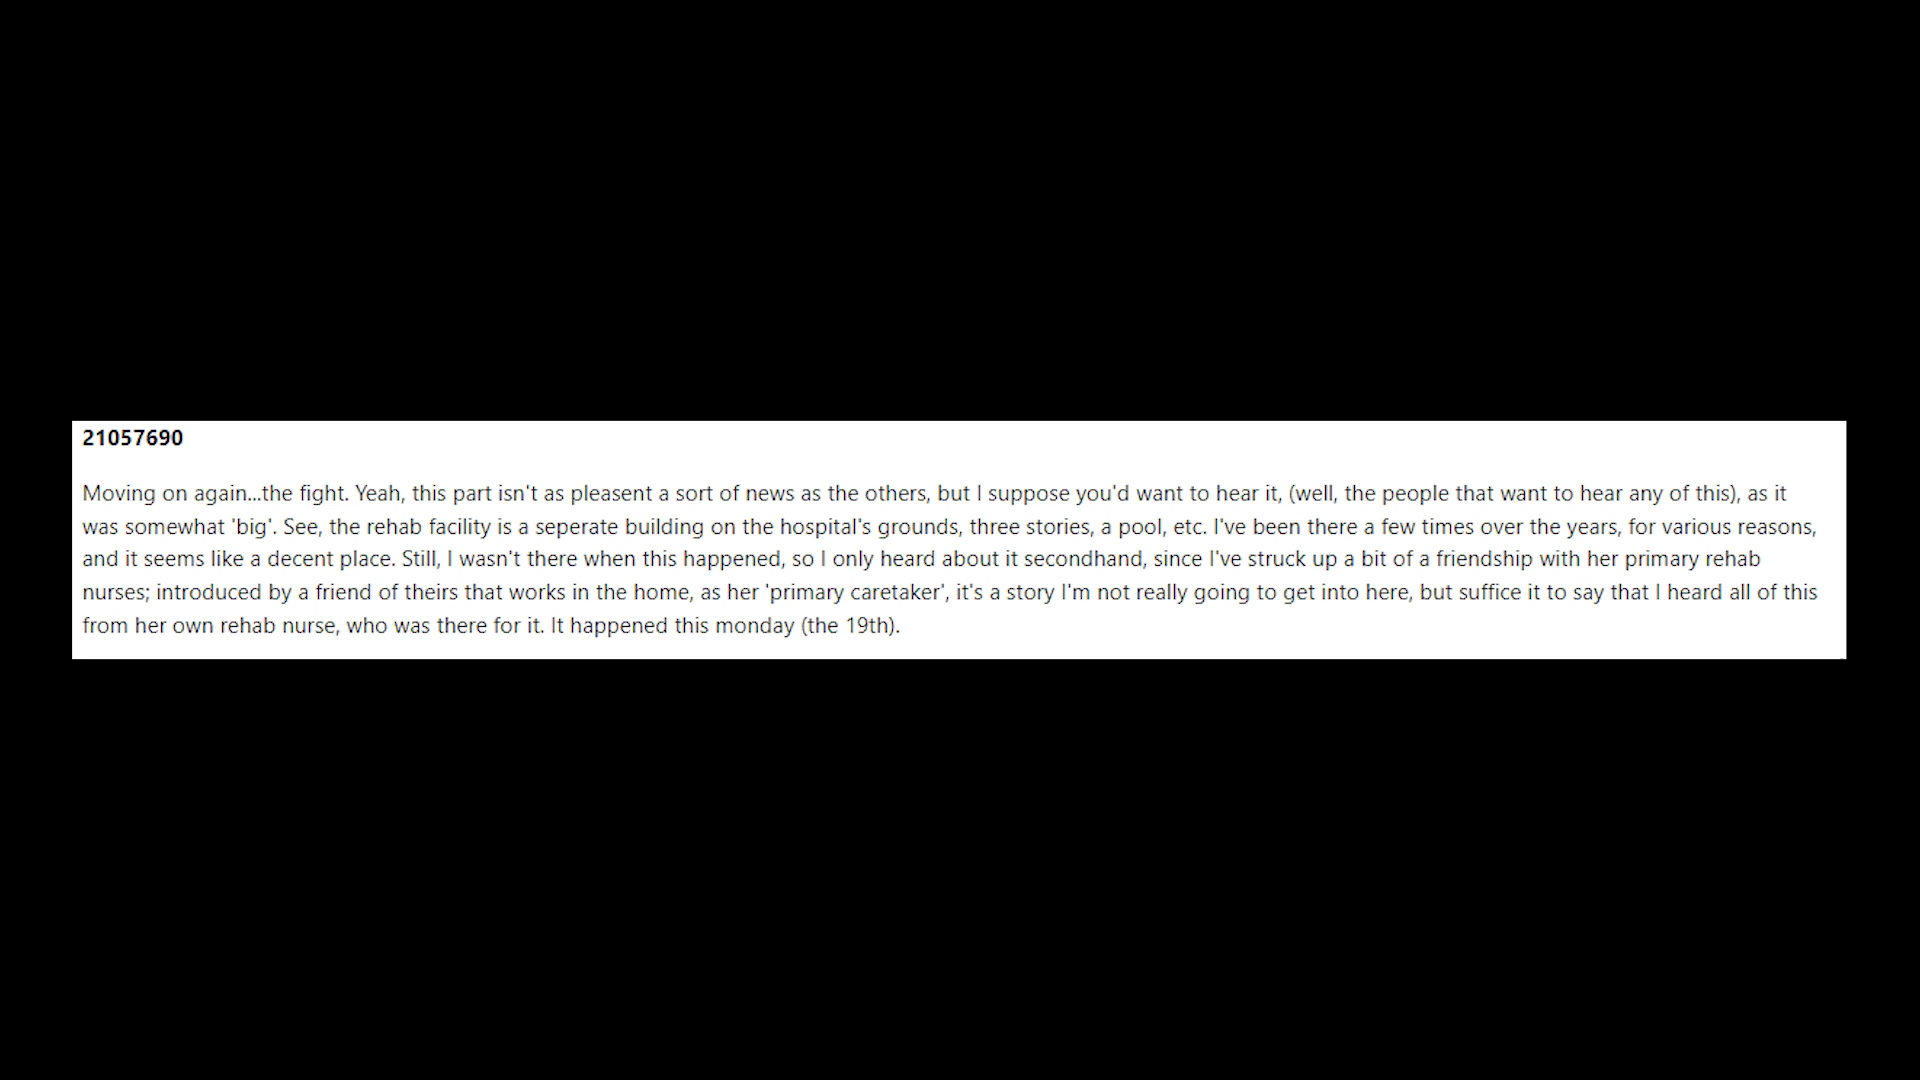 21057690
Moving on again...the fight. Yeah, this part isn't as pleasent a sort of news as the others, but I suppose you'd want to hear it, (well, the people that want to hear any of this), as it
was somewhat 'big'. See, the rehab facility is a seperate building on the hospital's grounds, three stories, a pool, etc. I've been there a few times over the years, for various reasons,
and it seems like a decent place. Still, I wasn't there when this happened, so I only heard about it secondhand, since I've struck up a bit of a friendship with her primary rehab
nurses; introduced by a friend of theirs that works in the home, as her 'primary caretaker', it's a story I'm not really going to get into here, but suffice it to say that I heard all of this
from her own rehab nurse, who was there for it. It happened this monday (the 19th).